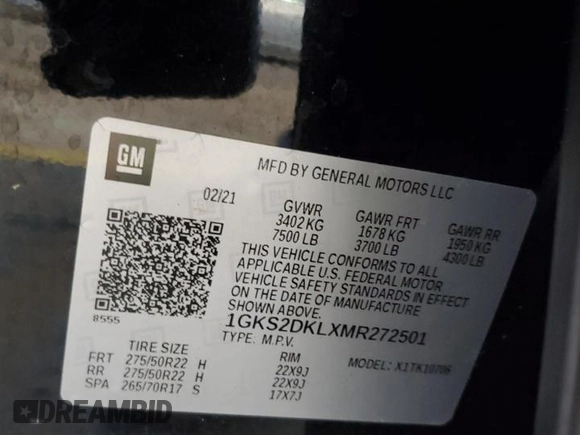 GM
MFD BY GENERAL MOTORS LLC
02/21
GVWR GAWR FRT GAWR RR
3402 KG 1678 KG 1950 KG
7500 LB 3700 LB 4300 LB
THIS VEHICLE CONFORMS TO ALL
APPLICABLE U.S. FEDERAL MOTOR
VEHICLE SAFETY STANDARDS IN EFFECT
ON THE DATE OF MANUFACTURE
SHOWN ABOVE.
8555
1GKS2DKLXMR272501
TYPE: M.P.V. MODEL: X1TK10706
TIRE SIZE RIM
FRT 275/50R22 H 22X9J
RR 275/50R22 H 22X9J
SPA 265/70R17 S 17X7J
DREAMBID